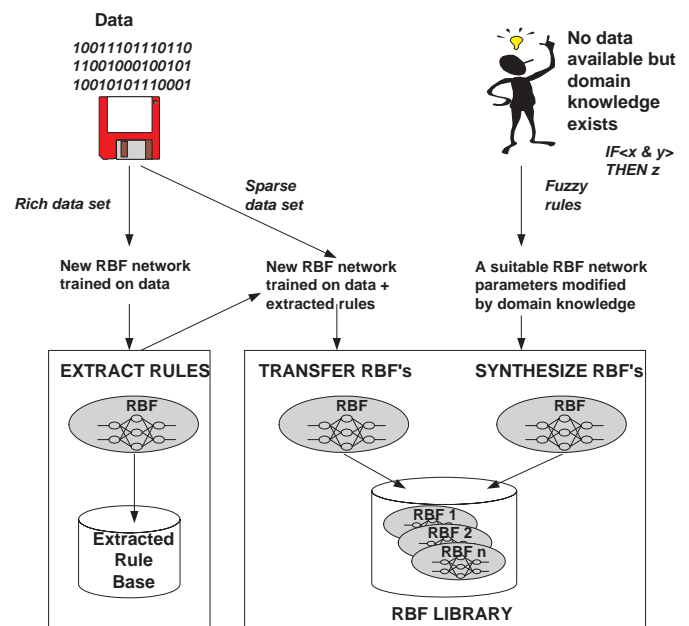 Data
10011101110110
11001000100101
10010101110001
No data
available but
domain
knowledge
exists
IF<x & y>
THEN z
Rich data set
Sparse
data set
Fuzzy
rules
New RBF network
trained on data
New RBF network
trained on data +
extracted rules
A suitable RBF network
parameters modified
by domain knowledge
EXTRACT RULES
TRANSFER RBF's
SYNTHESIZE RBF's
RBF
RBF
RBF
Extracted
Rule
Base
RBF 1
RBF 2
RBF n
RBF LIBRARY